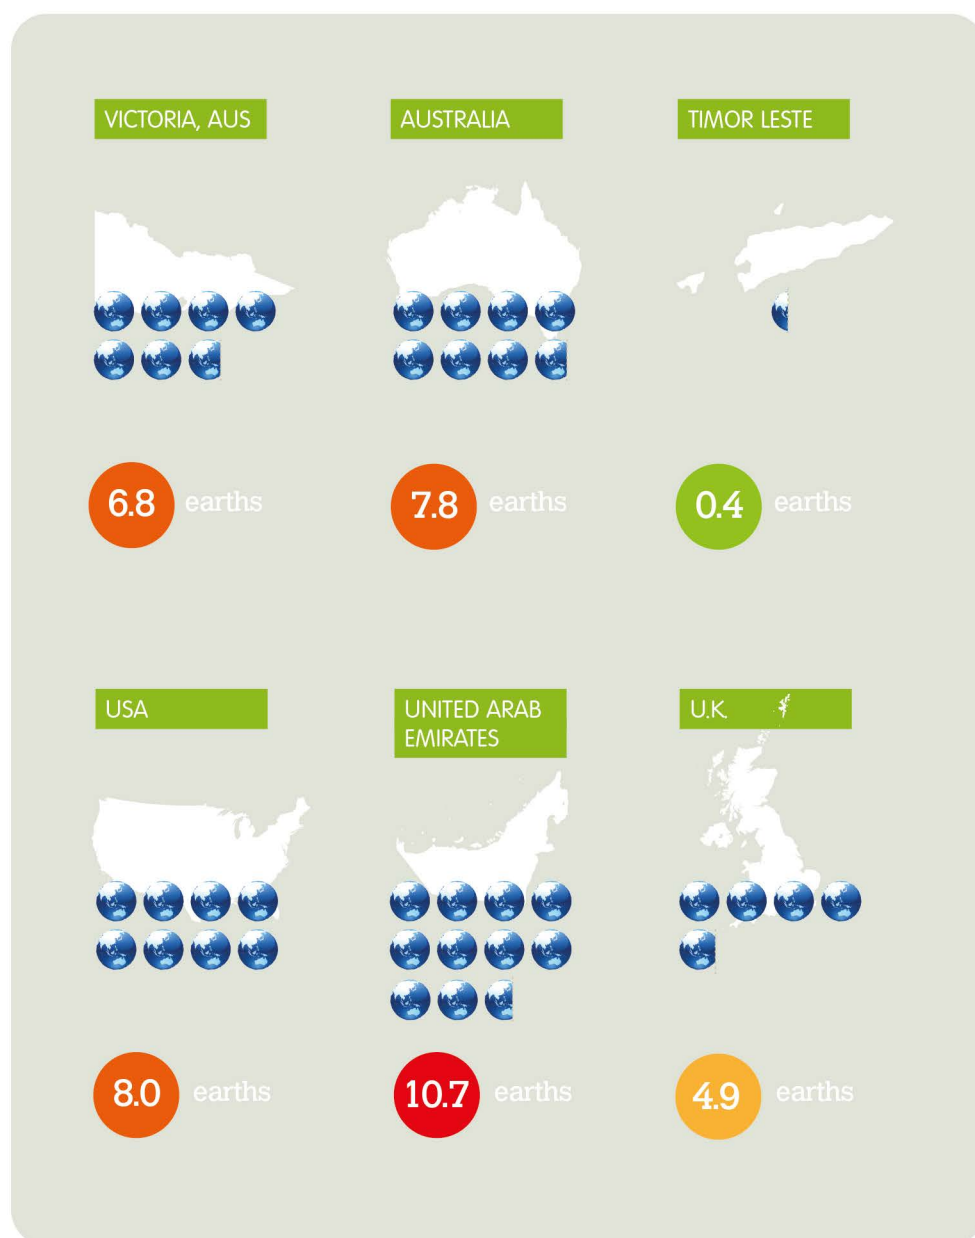 VICTORIA, AUS
AUSTRALIA
TIMOR LESTE
6.8 earths
7.8 earths
0.4 earths
USA
UNITED ARAB
EMIRATES
U.K.
8.0 earths
10.7 earths
4.9 earths